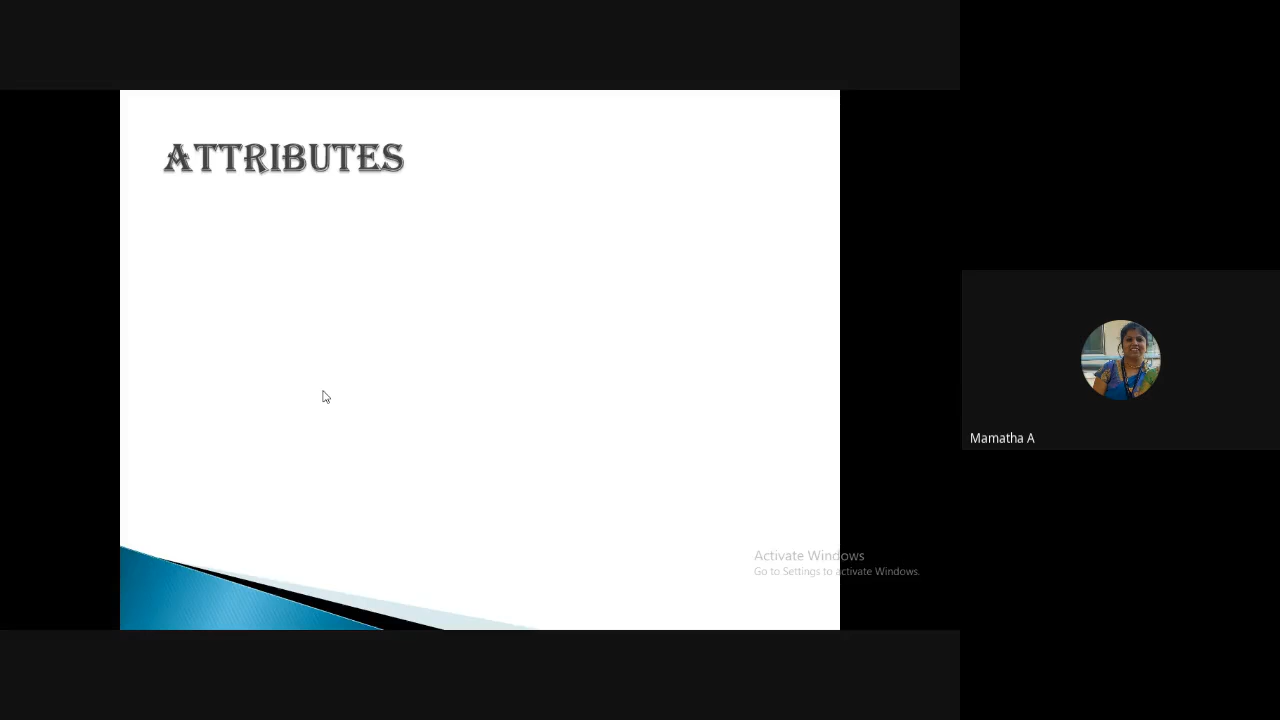 ATTRIBUTES
Mamatha A
Activate Windows
Go to Settings to activate Windows.